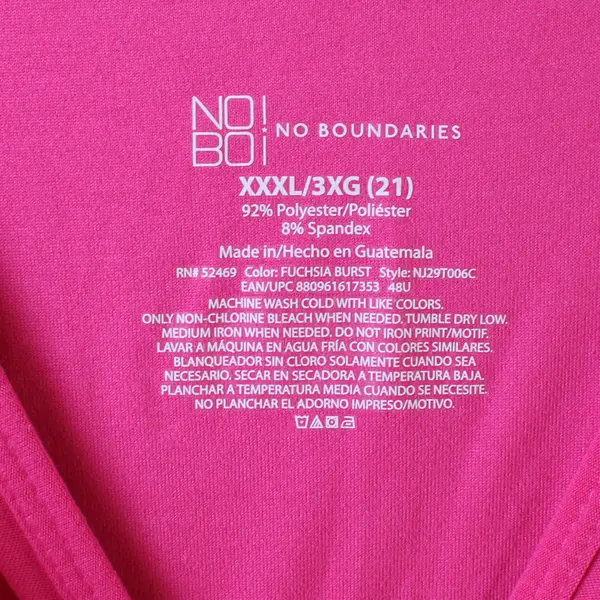 NO!
BO¡
NO BOUNDARIES
XXXL/3XG (21)
92% Polyester/Poliéster
8% Spandex
Made in/Hecho en Guatemala
RN# 52469 Color: FUCHSIA BURST Style: NJ29T006C
EAN/UPC 880961617353 48U
MACHINE WASH COLD WITH LIKE COLORS.
ONLY NON-CHLORINE BLEACH WHEN NEEDED. TUMBLE DRY LOW.
MEDIUM IRON WHEN NEEDED. DO NOT IRON PRINT/MOTIF.
LAVAR A MÁQUINA EN AGUA FRÍA CON COLORES SIMILARES.
BLANQUEADOR SIN CLORO SOLAMENTE CUANDO SEA
NECESARIO. SECAR EN SECADORA A TEMPERATURA BAJA.
PLANCHAR A TEMPERATURA MEDIA CUANDO SE NECESITE.
NO PLANCHAR EL ADORNO IMPRESO/MOTIVO.